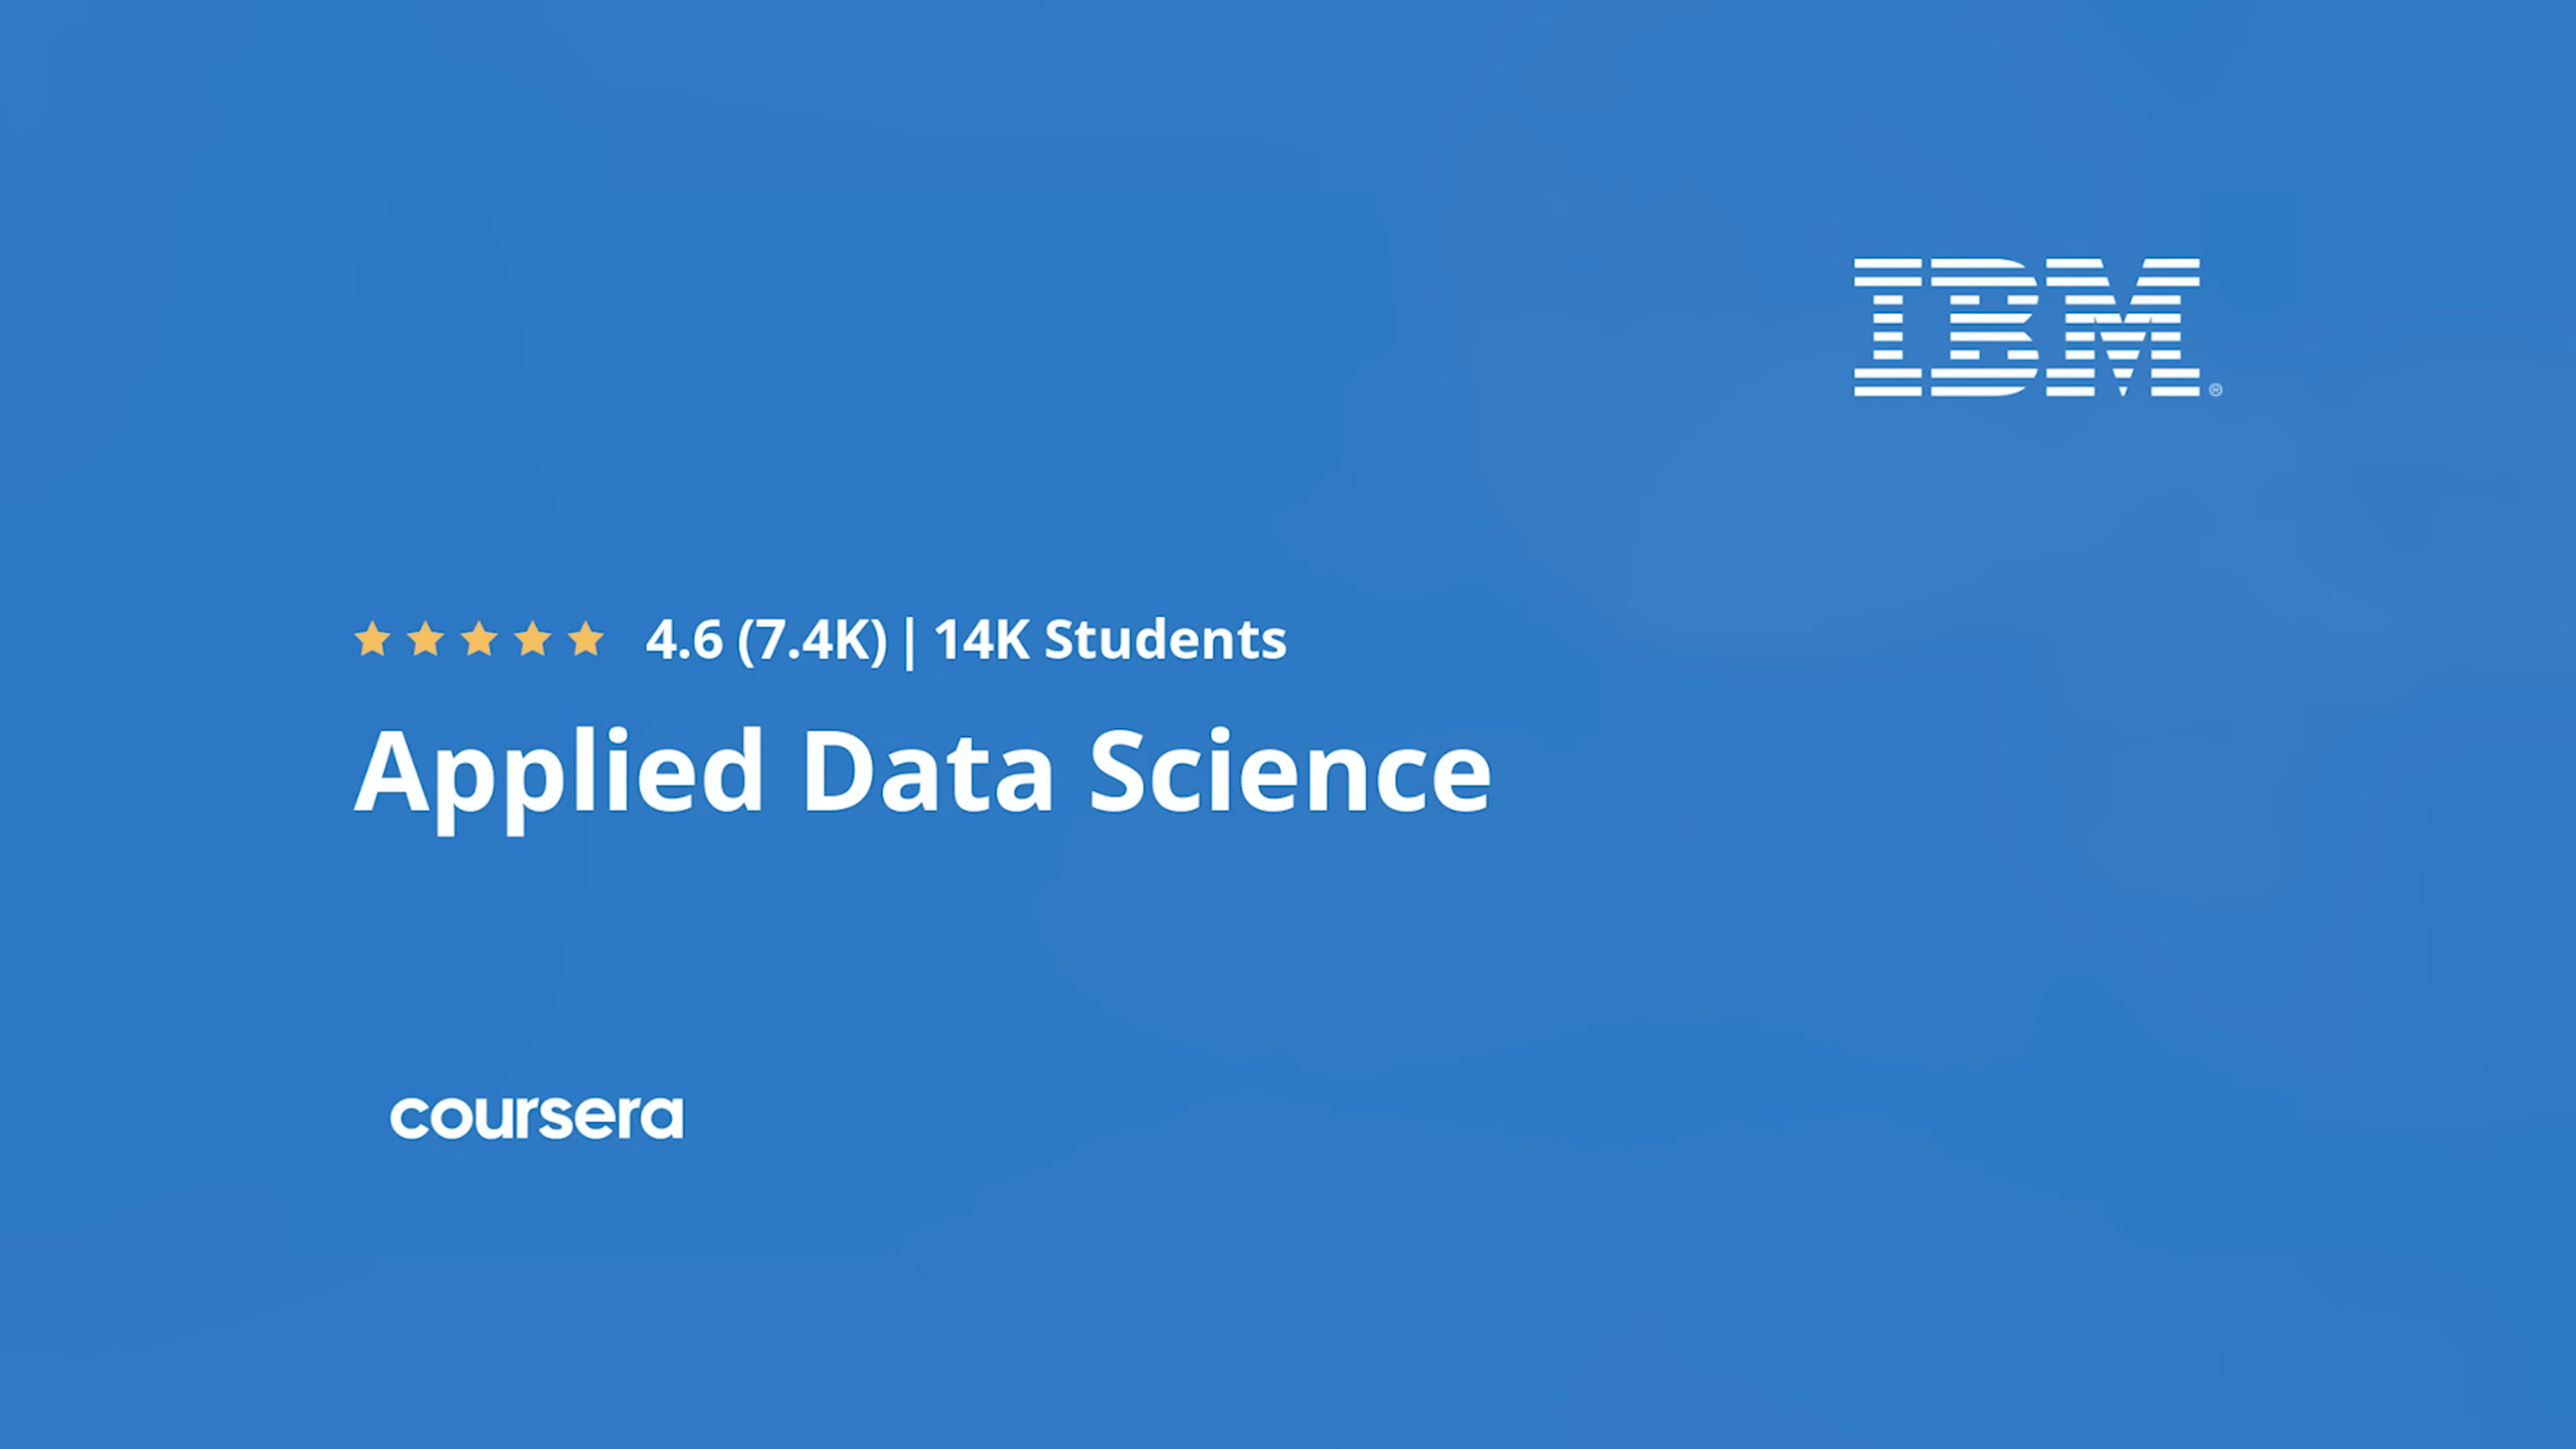 IBM®
4.6 (7.4K) | 14K Students
Applied Data Science
coursera